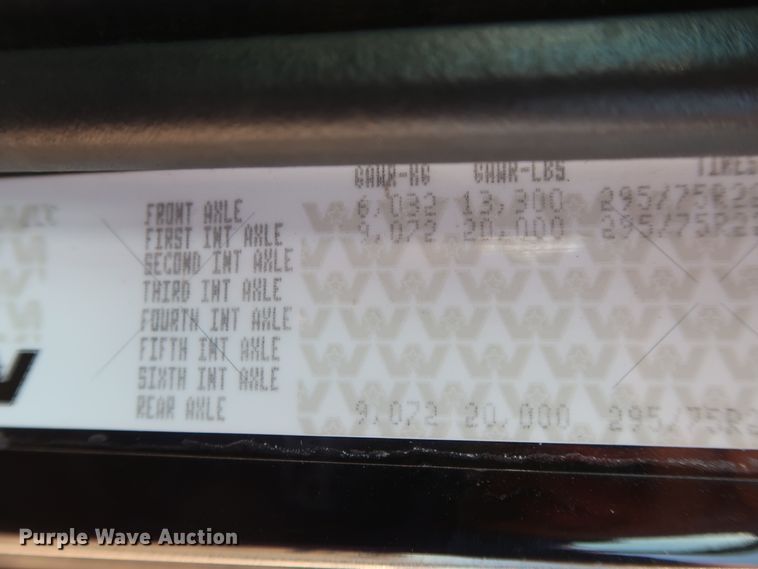 GAWR-KG GAWR-LBS. TIRES
FRONT AXLE 6,032 13,300 295/75R22
FIRST INT AXLE 9,072 20,000 295/75R22
SECOND INT AXLE
THIRD INT AXLE
FOURTH INT AXLE
FIFTH INT AXLE
SIXTH INT AXLE
REAR AXLE 9,072 20,000 295/75R2
Purple Wave Auction